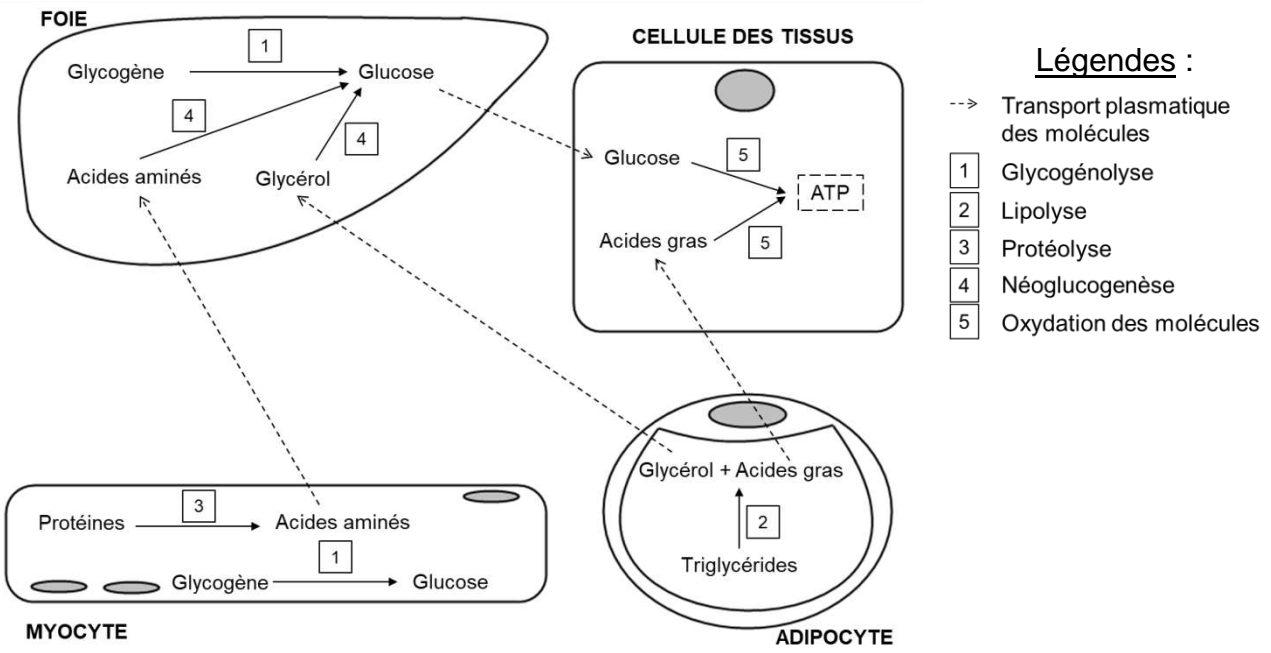 FOIE
1
Glycogène
Glucose
4
4
Acides aminés
Glycérol
CELLULE DES TISSUS
Glucose
5
ATP
Acides gras
5
Légendes :
Transport plasmatique
des molécules
1 Glycogénolyse
2 Lipolyse
3 Protéolyse
4 Néoglucogenèse
5 Oxydation des molécules
Protéines
3
Acides aminés
1
Glycogène
Glucose
MYOCYTE
Glycérol + Acides gras
2
Triglycérides
ADIPOCYTE